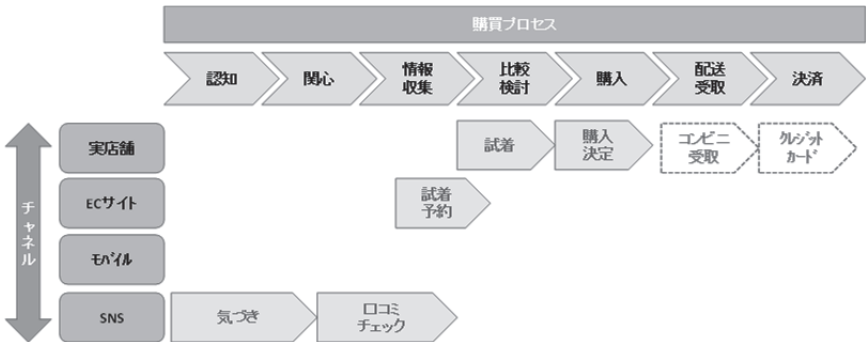 購買プロセス
認知
関心
情報
収集
比較
検討
購入
配送
受取
決済
チャネル
実店舗
試着
購入
決定
コンビニ
受取
クレジット
カード
ECサイト
試着
予約
モバイル
SNS
気づき
口コミ
チェック